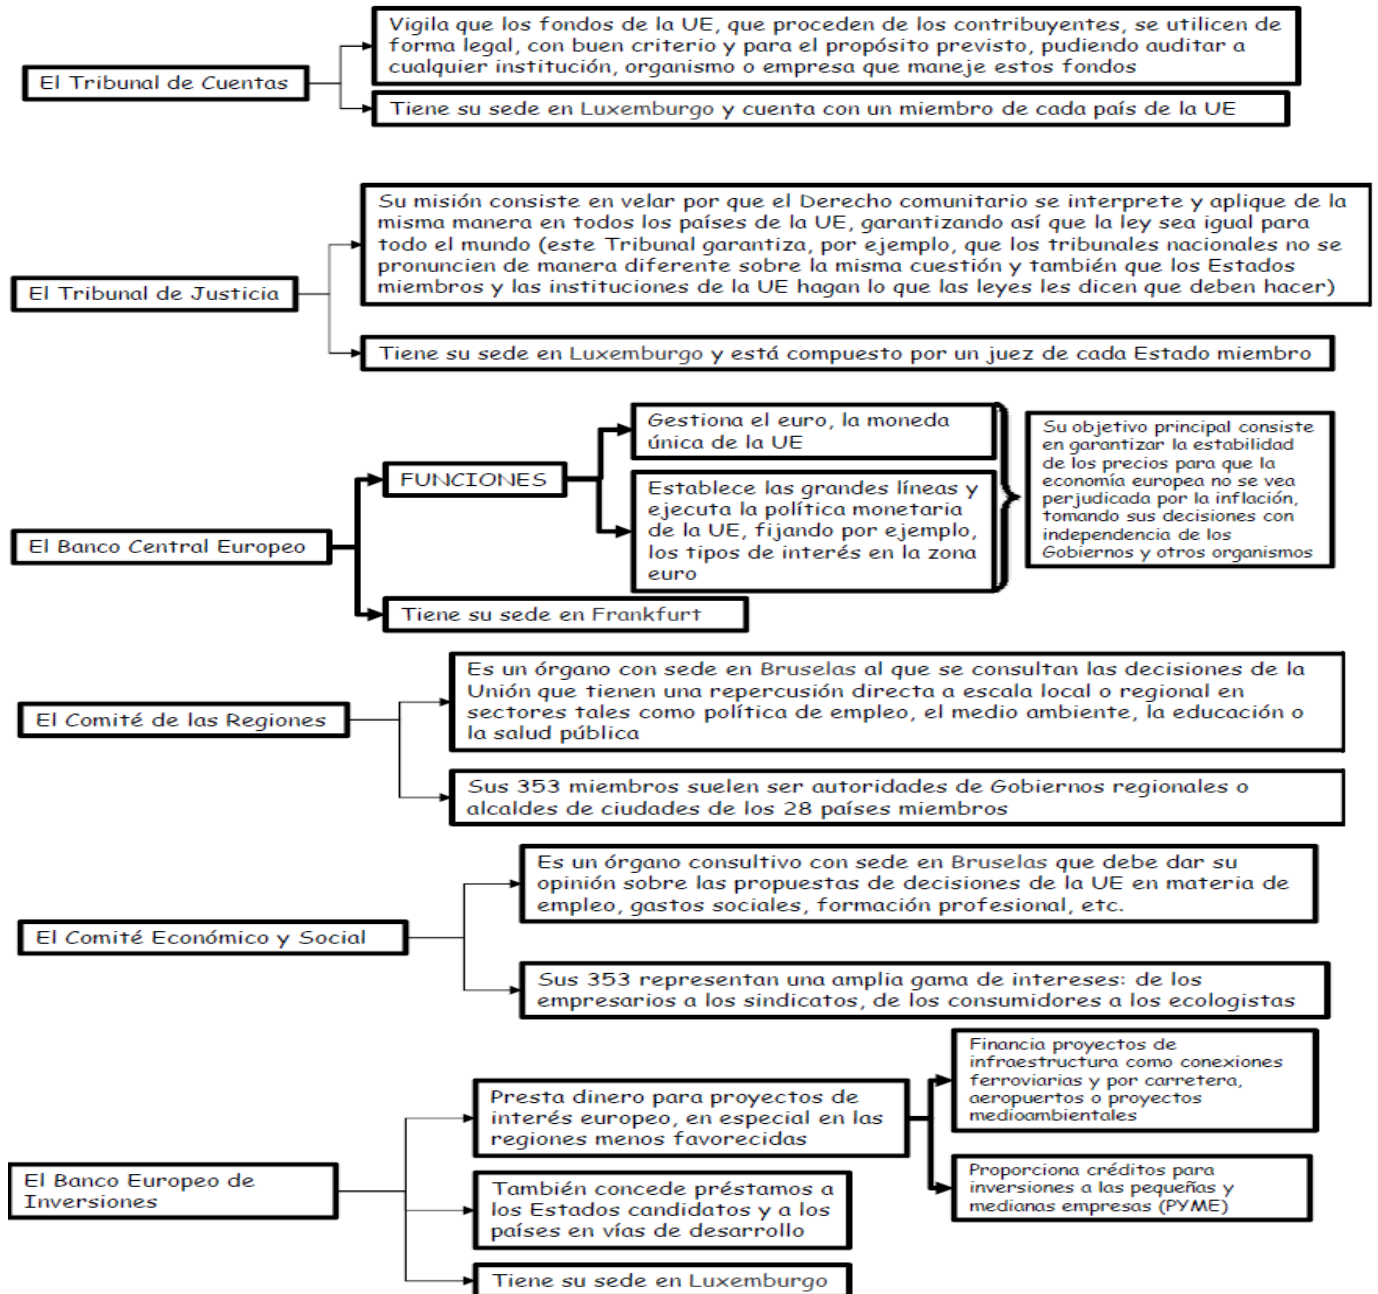 El Tribunal de Cuentas
Vigila que los fondos de la UE, que proceden de los contribuyentes, se utilicen de
forma legal, con buen criterio y para el propósito previsto, pudiendo auditar a
cualquier institución, organismo o empresa que maneje estos fondos
Tiene su sede en Luxemburgo y cuenta con un miembro de cada país de la UE
El Tribunal de Justicia
Su misión consiste en velar por que el Derecho comunitario se interprete y aplique de la
misma manera en todos los países de la UE, garantizando así que la ley sea igual para
todo el mundo (este Tribunal garantiza, por ejemplo, que los tribunales nacionales no se
pronuncien de manera diferente sobre la misma cuestión y también que los Estados
miembros y las instituciones de la UE hagan lo que las leyes les dicen que deben hacer)
Tiene su sede en Luxemburgo y está compuesto por un juez de cada Estado miembro
El Banco Central Europeo
FUNCIONES
Gestiona el euro, la moneda
única de la UE
Establece las grandes líneas y
ejecuta la política monetaria
de la UE, fijando por ejemplo,
los tipos de interés en la zona
euro
Su objetivo principal consiste
en garantizar la estabilidad
de los precios para que la
economía europea no se vea
perjudicada por la inflación,
tomando sus decisiones con
independencia de los
Gobiernos y otros organismos
Tiene su sede en Frankfurt
El Comité de las Regiones
Es un órgano con sede en Bruselas al que se consultan las decisiones de la
Unión que tienen una repercusión directa a escala local o regional en
sectores tales como política de empleo, el medio ambiente, la educación o
la salud pública
Sus 353 miembros suelen ser autoridades de Gobiernos regionales o
alcaldes de ciudades de los 28 países miembros
El Comité Económico y Social
Es un órgano consultivo con sede en Bruselas que debe dar su
opinión sobre las propuestas de decisiones de la UE en materia de
empleo, gastos sociales, formación profesional, etc.
Sus 353 representan una amplia gama de intereses: de los
empresarios a los sindicatos, de los consumidores a los ecologistas
El Banco Europeo de
Inversiones
Presta dinero para proyectos de
interés europeo, en especial en las
regiones menos favorecidas
Financia proyectos de
infraestructura como conexiones
ferroviarias y por carretera,
aeropuertos o proyectos
medioambientales
Proporciona créditos para
inversiones a las pequeñas y
medianas empresas (PYME)
También concede préstamos a
los Estados candidatos y a los
países en vías de desarrollo
Tiene su sede en Luxemburgo